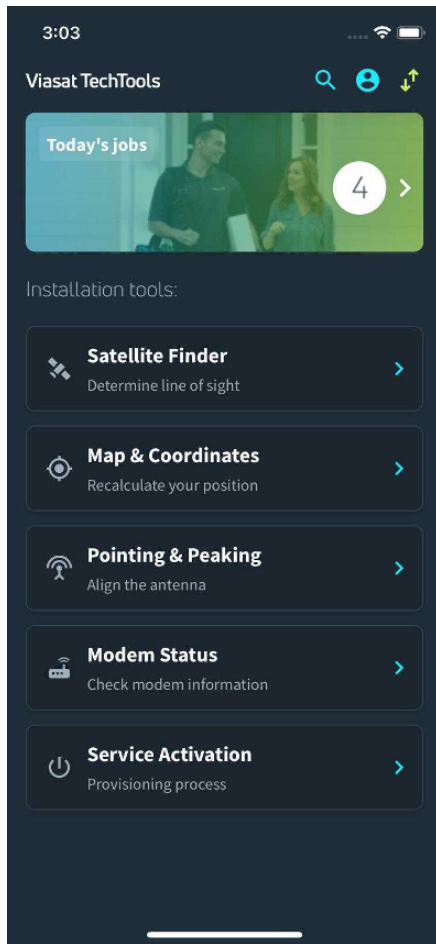 3:03
Viasat TechTools
Today's jobs
4
Installation tools:
Satellite Finder
Determine line of sight
Map & Coordinates
Recalculate your position
Pointing & Peaking
Align the antenna
Modem Status
Check modem information
Service Activation
Provisioning process